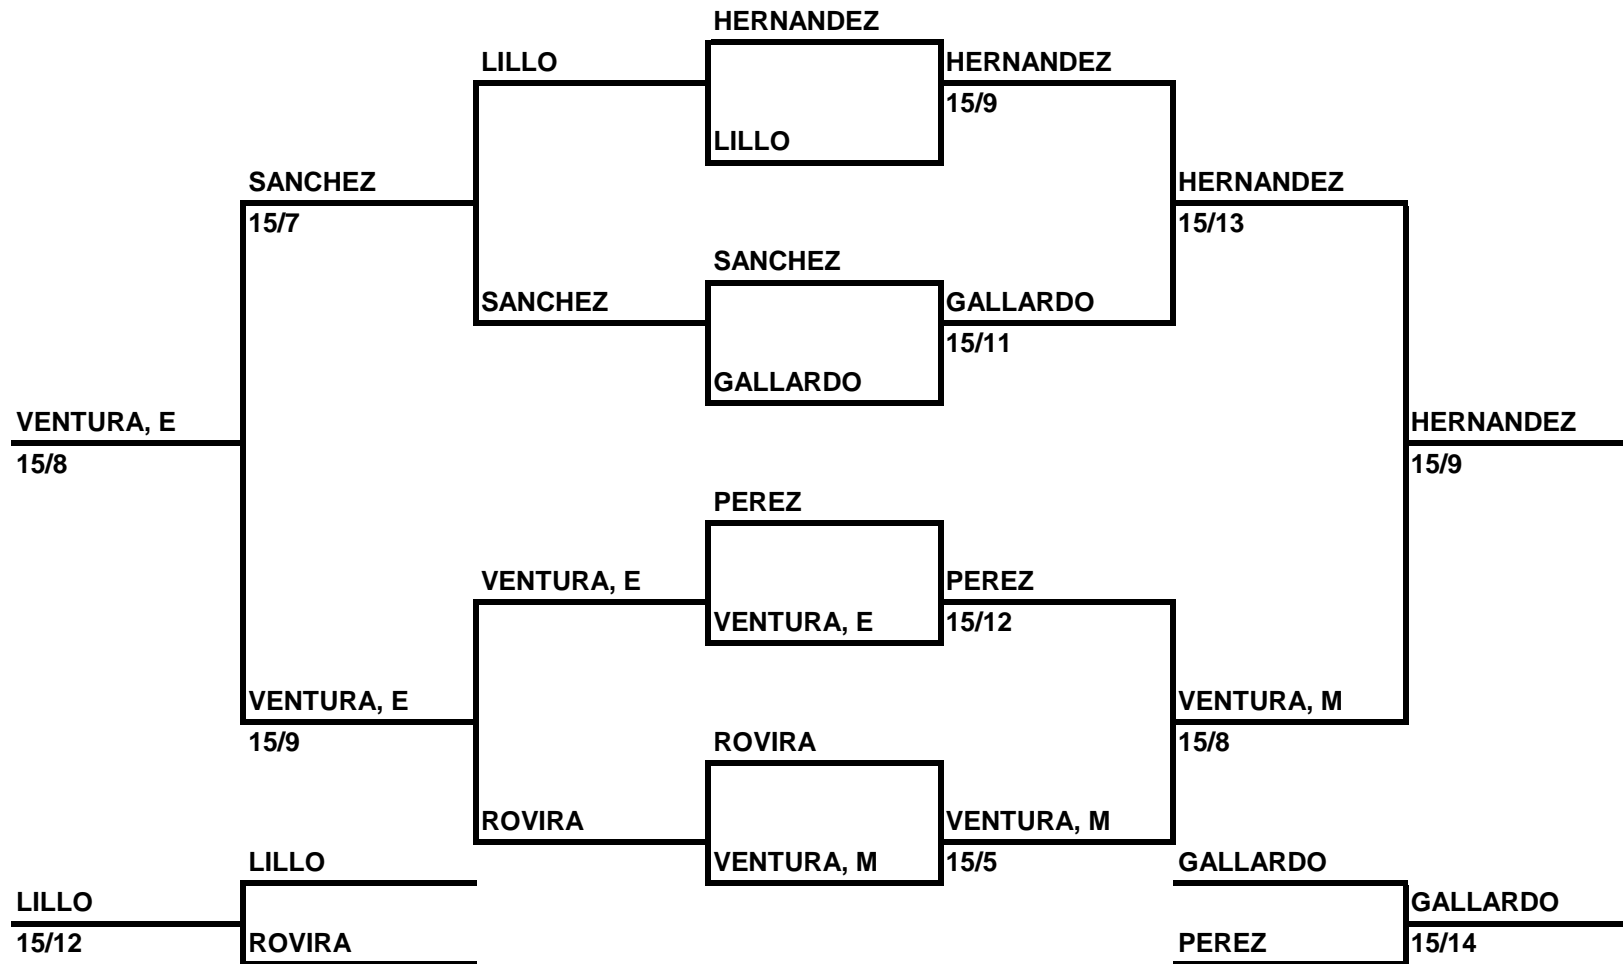 HERNANDEZ
LILLO HERNANDEZ
15/9
LILLO
SANCHEZ HERNANDEZ
15/7 15/13
SANCHEZ
SANCHEZ GALLARDO
15/11
GALLARDO
VENTURA, E HERNANDEZ
15/8 15/9
PEREZ
VENTURA, E PEREZ
VENTURA, E 15/12
VENTURA, E VENTURA, M
15/9 ROVIRA 15/8
ROVIRA VENTURA, M
LILLO VENTURA, M 15/5 GALLARDO
LILLO GALLARDO
15/12 ROVIRA PEREZ 15/14